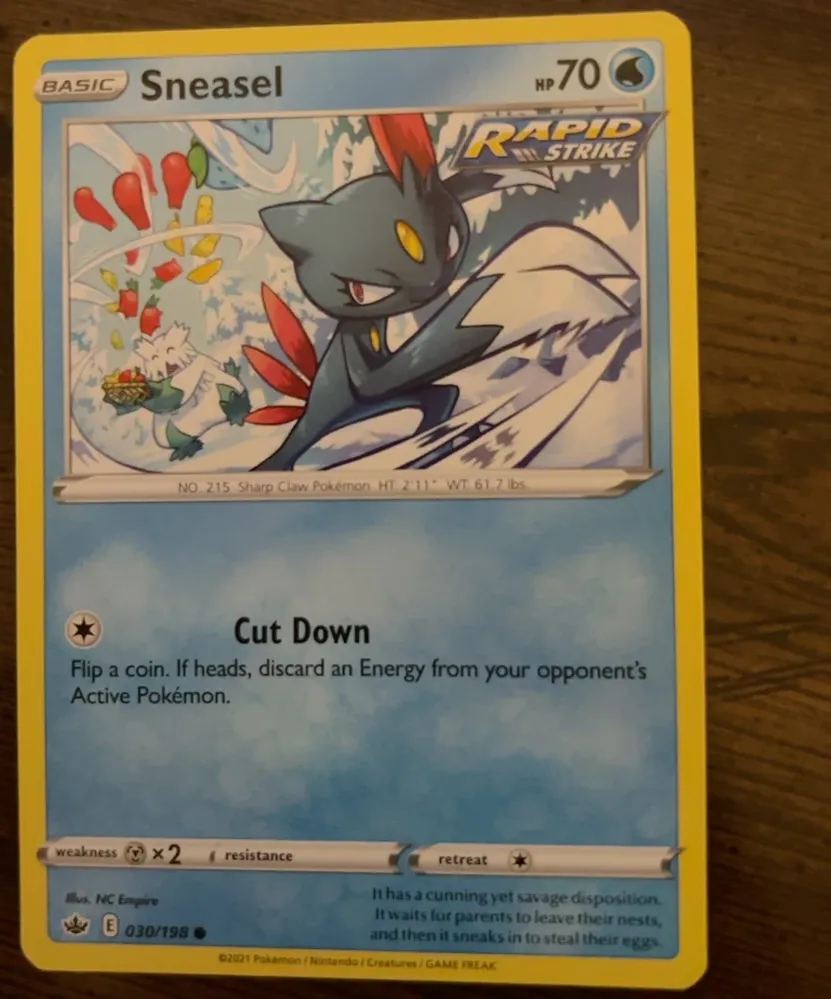 BASIC Sneasel HP 70
RAPID
STRIKE
NO. 215 Sharp Claw Pokémon HT: 2'11" WT: 61.7 lbs.
Cut Down
Flip a coin. If heads, discard an Energy from your opponent's
Active Pokémon.
weakness ×2 resistance retreat
Illus. NC Empire
E 030/198
It has a cunning yet savage disposition.
It waits for parents to leave their nests,
and then it sneaks in to steal their eggs.
©2021 Pokémon / Nintendo / Creatures / GAME FREAK